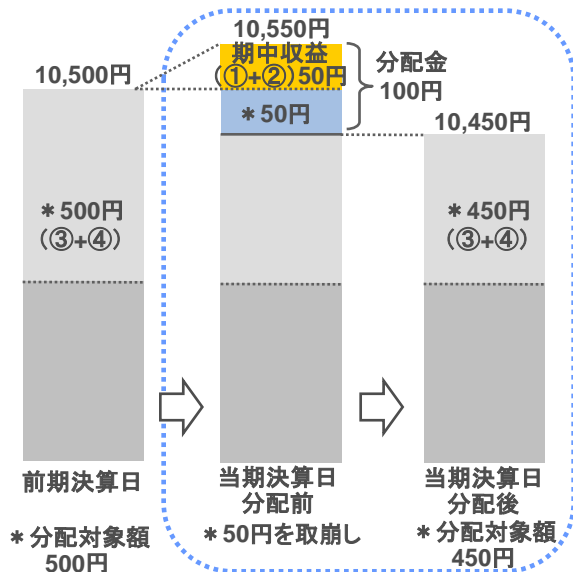 10,500円
＊500円
（③+④）
前期決算日
＊分配対象額
500円
10,550円
期中収益
（①+②）50円
＊50円
分配金
100円
当期決算日
分配前
＊50円を取崩し
10,450円
＊450円
（③+④）
当期決算日
分配後
＊分配対象額
450円